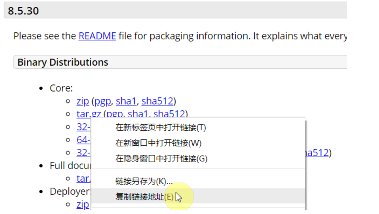 8.5.30
Please see the README file for packaging information. It explains what every
Binary Distributions
Core:
zip (pgp, sha1, sha512)
tar.gz (pgp, sha1, sha512)
32-
64-
32- sha512)
在新标签页中打开链接(T)
在新窗口中打开链接(W)
在隐身窗口中打开链接(G)
Full docu
tar.
链接另存为(K)...
Deployer
复制链接地址(E)
zip